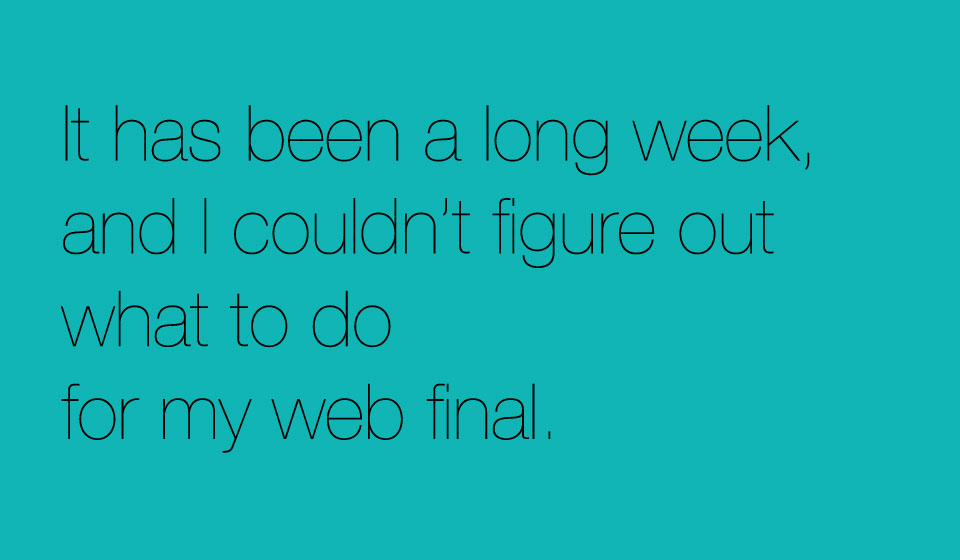 It has been a long week,
and I couldn't figure out
what to do
for my web final.